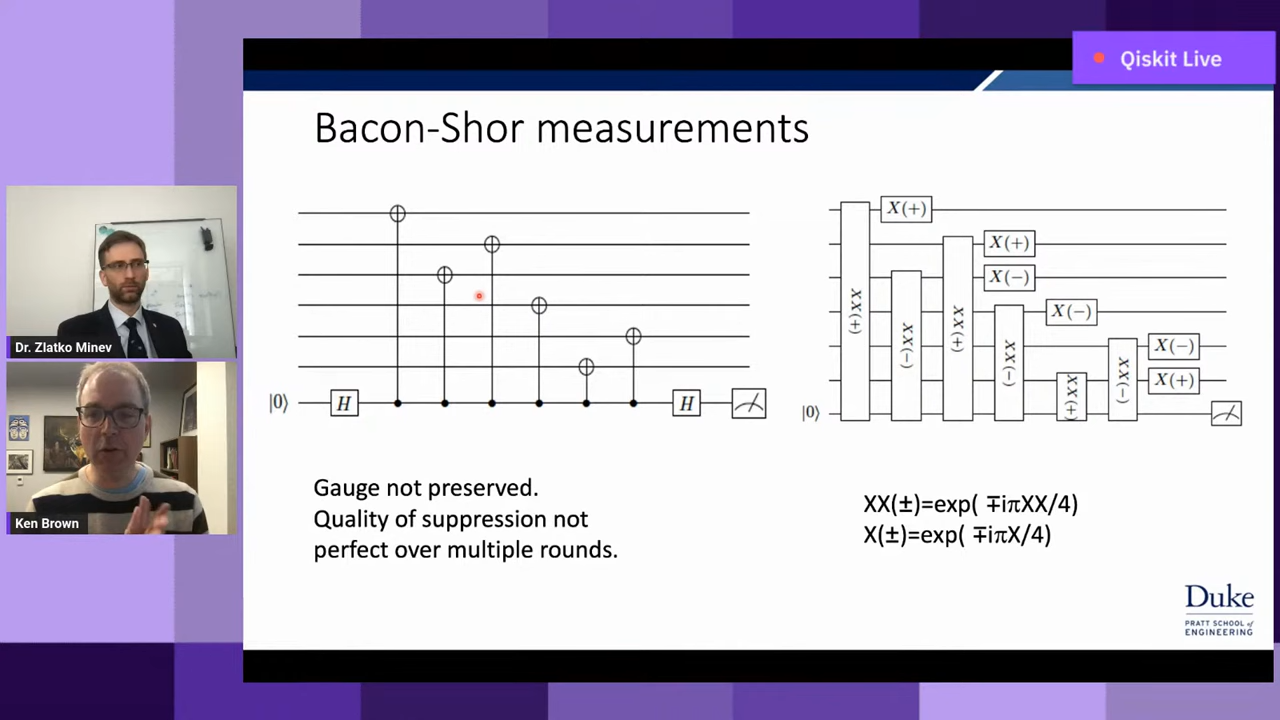 Qiskit Live
Bacon-Shor measurements
Dr. Zlatko Minev
Ken Brown
|0⟩ H H
X(+)
X(+)
X(−)
X(−)
X(−)
X(+)
XX(+) XX(−) XX(+) XX(−) XX(+) XX(−)
|0⟩
Gauge not preserved.
Quality of suppression not
perfect over multiple rounds.
XX(±)=exp( ∓iπXX/4)
X(±)=exp( ∓iπX/4)
Duke
PRATT SCHOOL of
ENGINEERING